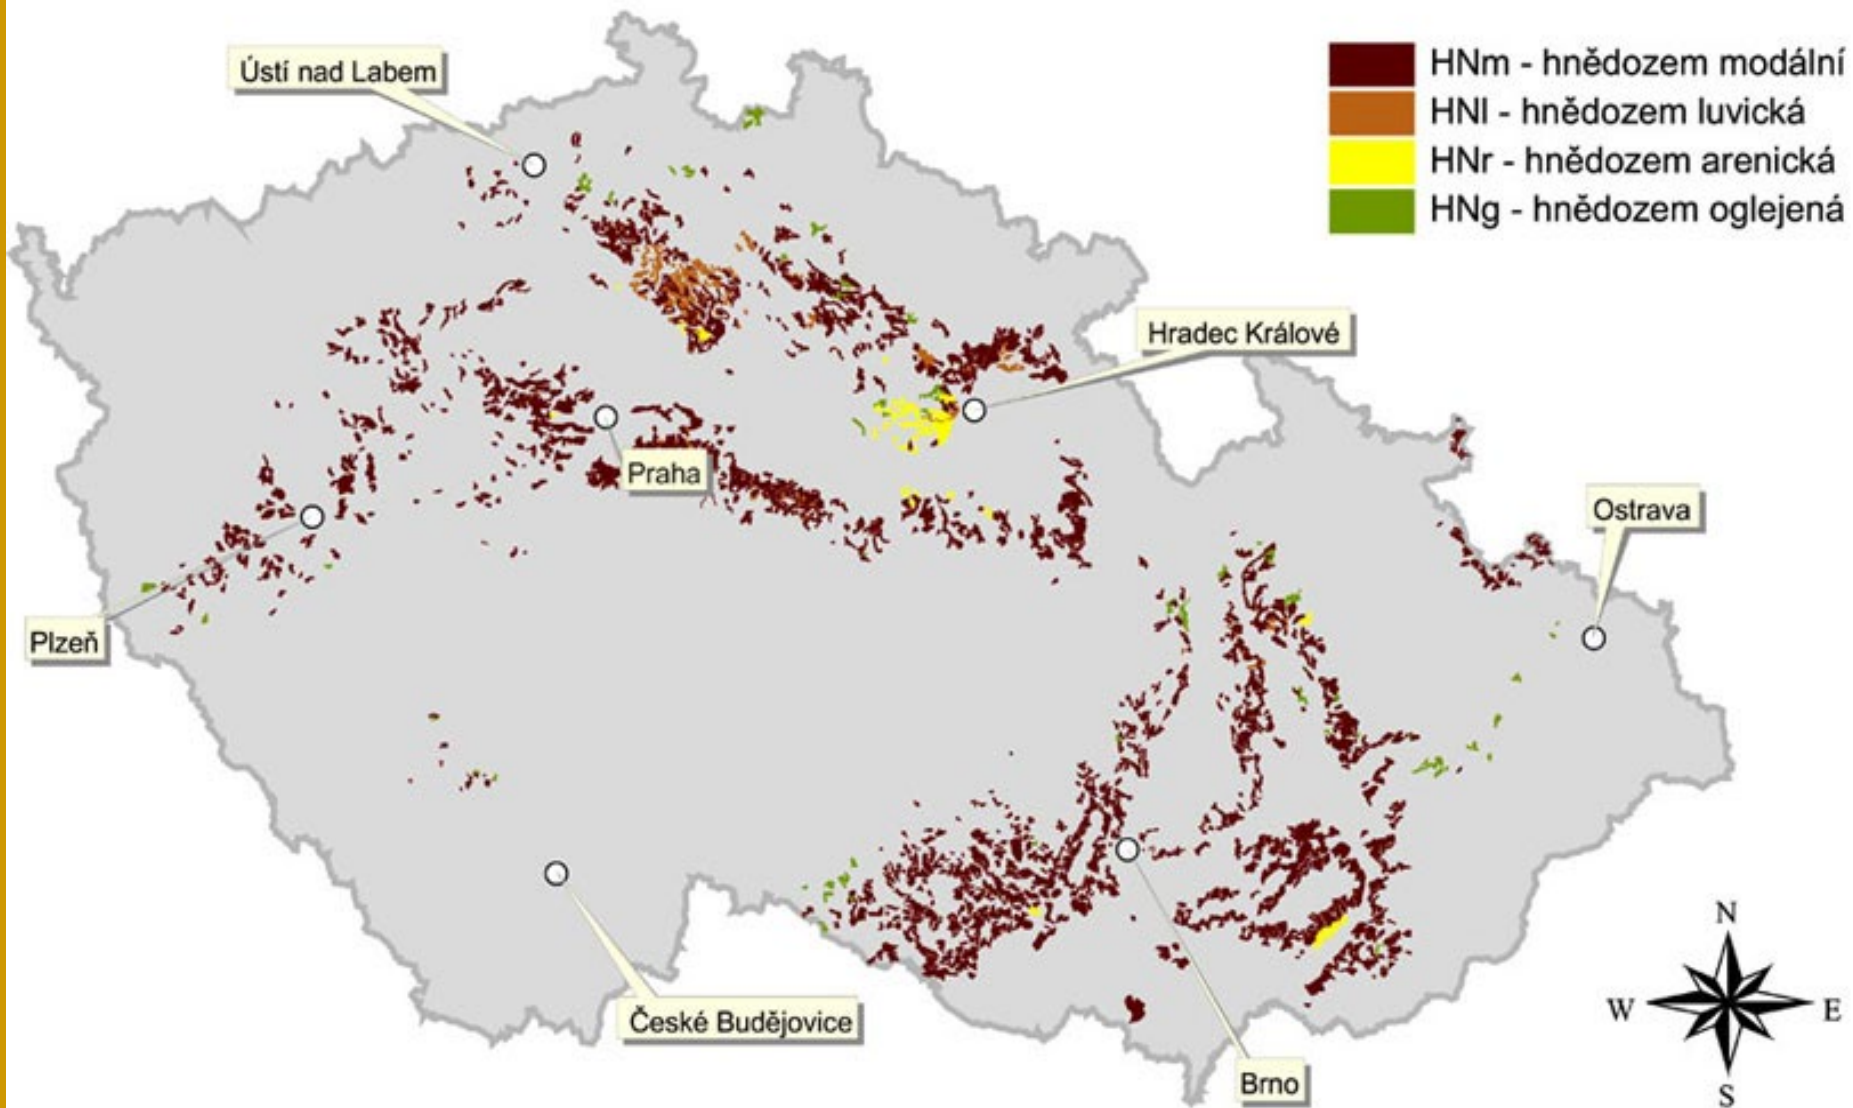 Ústí nad Labem
HNm - hnědozem modální
HNl - hnědozem luvická
HNr - hnědozem arenická
HNg - hnědozem oglejená
Hradec Králové
Praha
Ostrava
Plzeň
České Budějovice
Brno
N
W
E
S